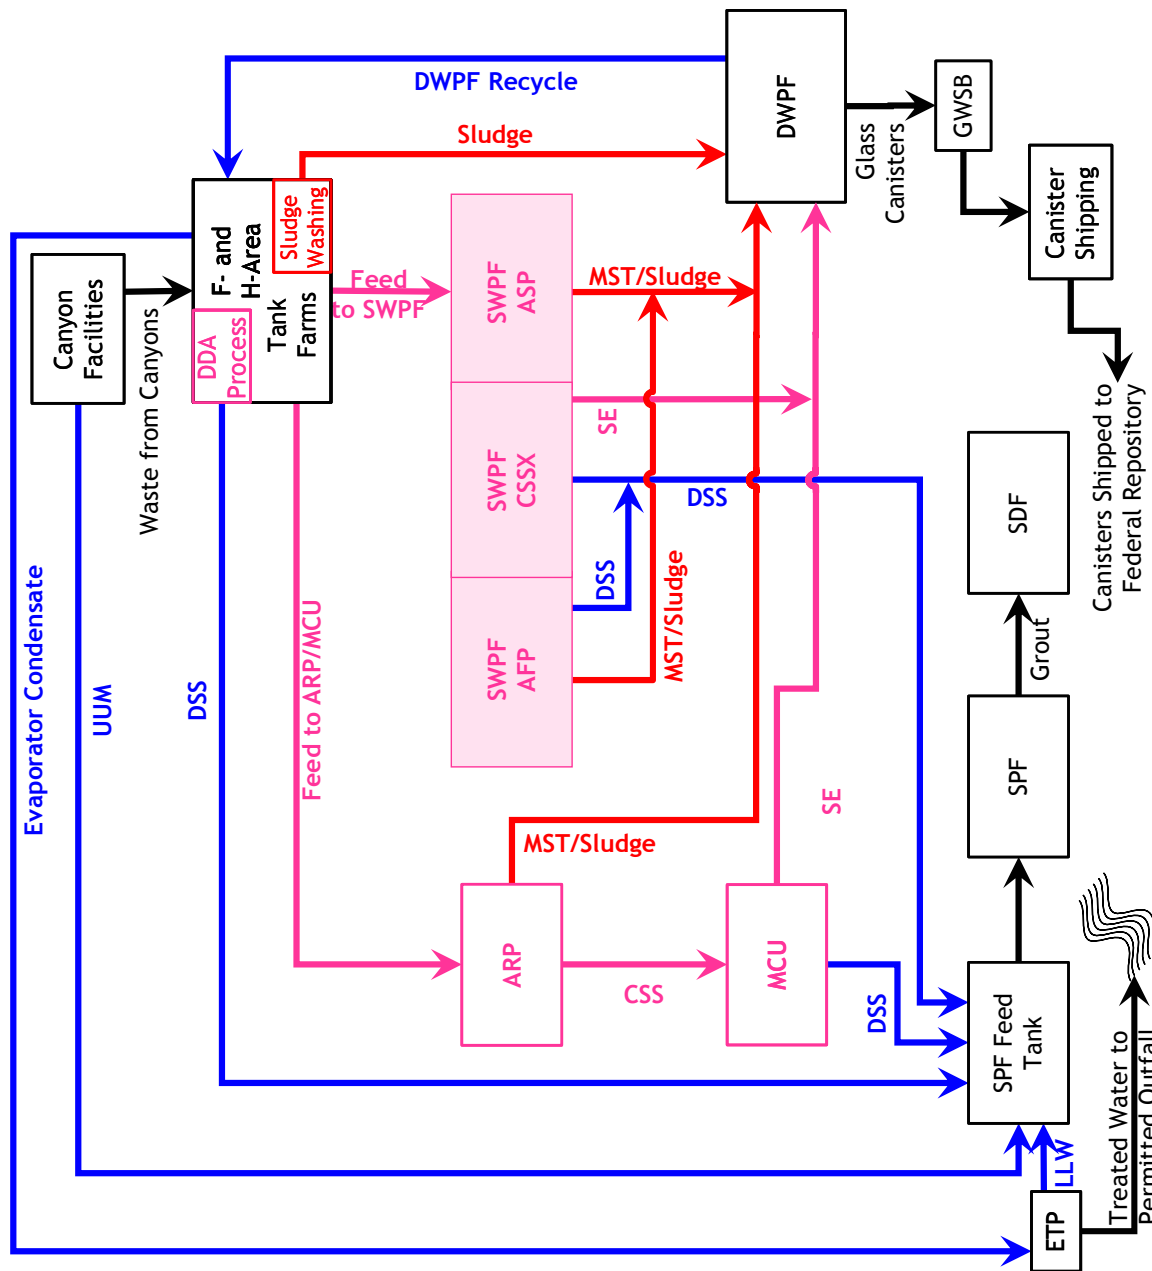 DWPF Recycle
Sludge
DWPF
GWSB
Glass
Canisters
Canister
Shipping
Canyon
Facilities
Waste from Canyons
F- and
H-Area
Tank
Farms
Sludge
Washing
DDA
Process
Feed
to SWPF
SWPF
ASP
SWPF
CSSX
SWPF
AFP
MST/Sludge
SE
DSS
DSS
MST/Sludge
Canisters Shipped to
Federal Repository
SDF
Grout
SPF
Evaporator Condensate
UUM
DSS
Feed to ARP/MCU
MST/Sludge
SE
ARP
CSS
MCU
DSS
SPF Feed
Tank
LLW
ETP
Treated Water to
Permitted Outfall